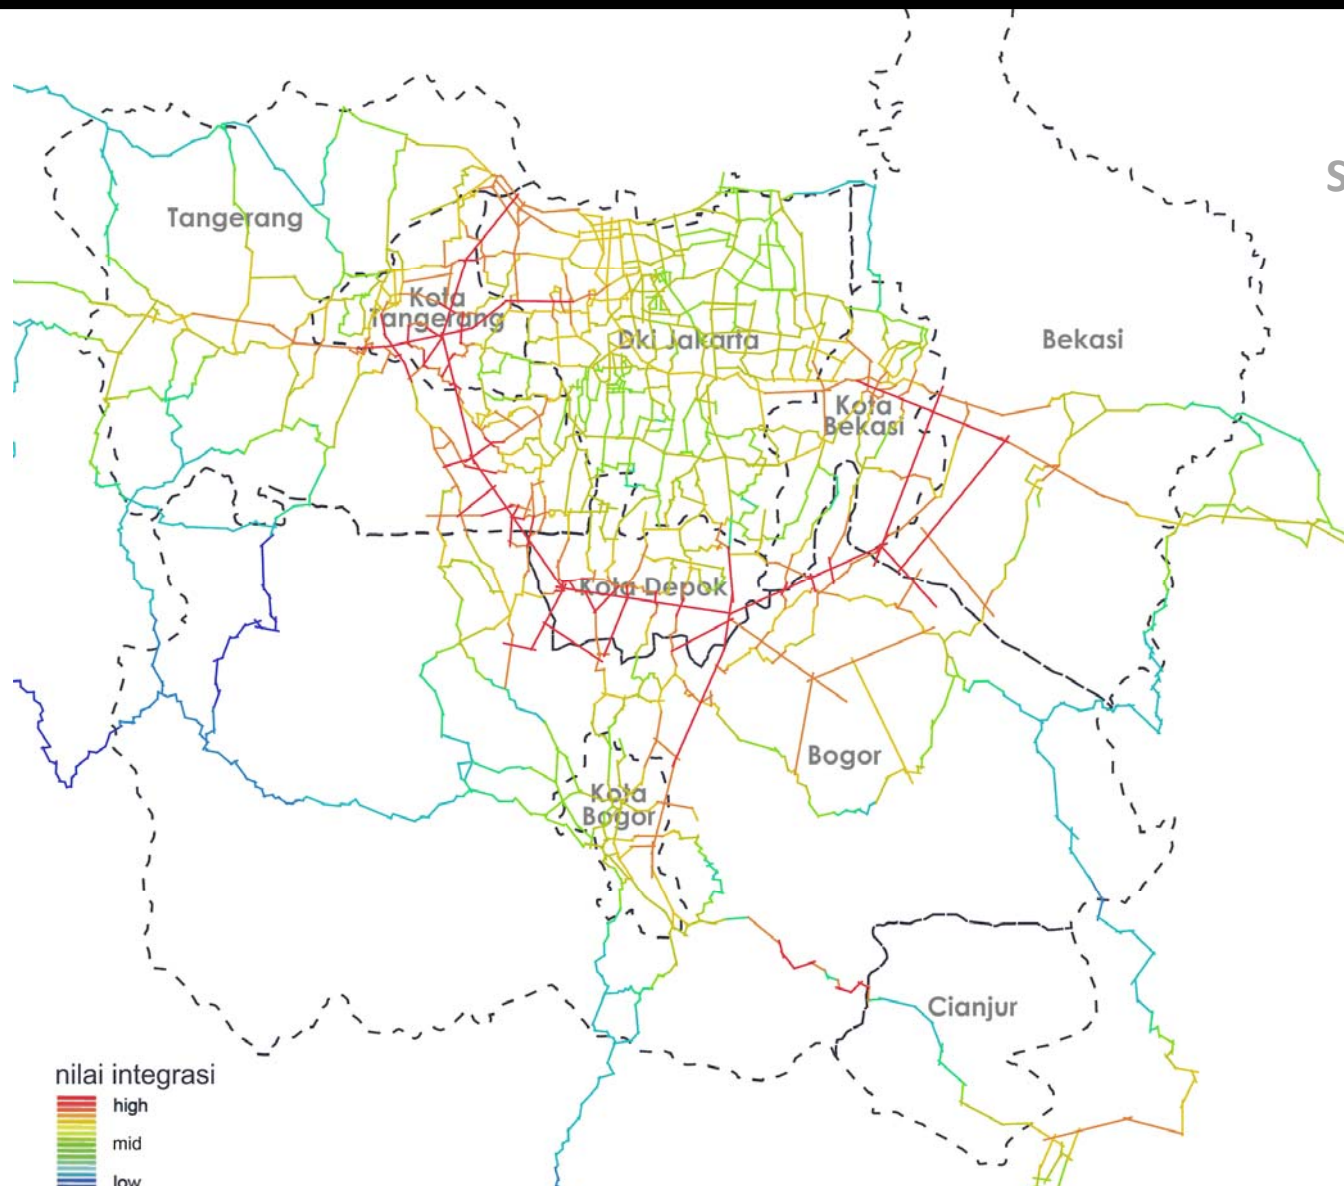 S
Tangerang
Kota
Tangerang
Dki Jakarta
Bekasi
Kota
Bekasi
Kota Depok
Bogor
Kota
Bogor
Cianjur
nilai integrasi
high
mid
low